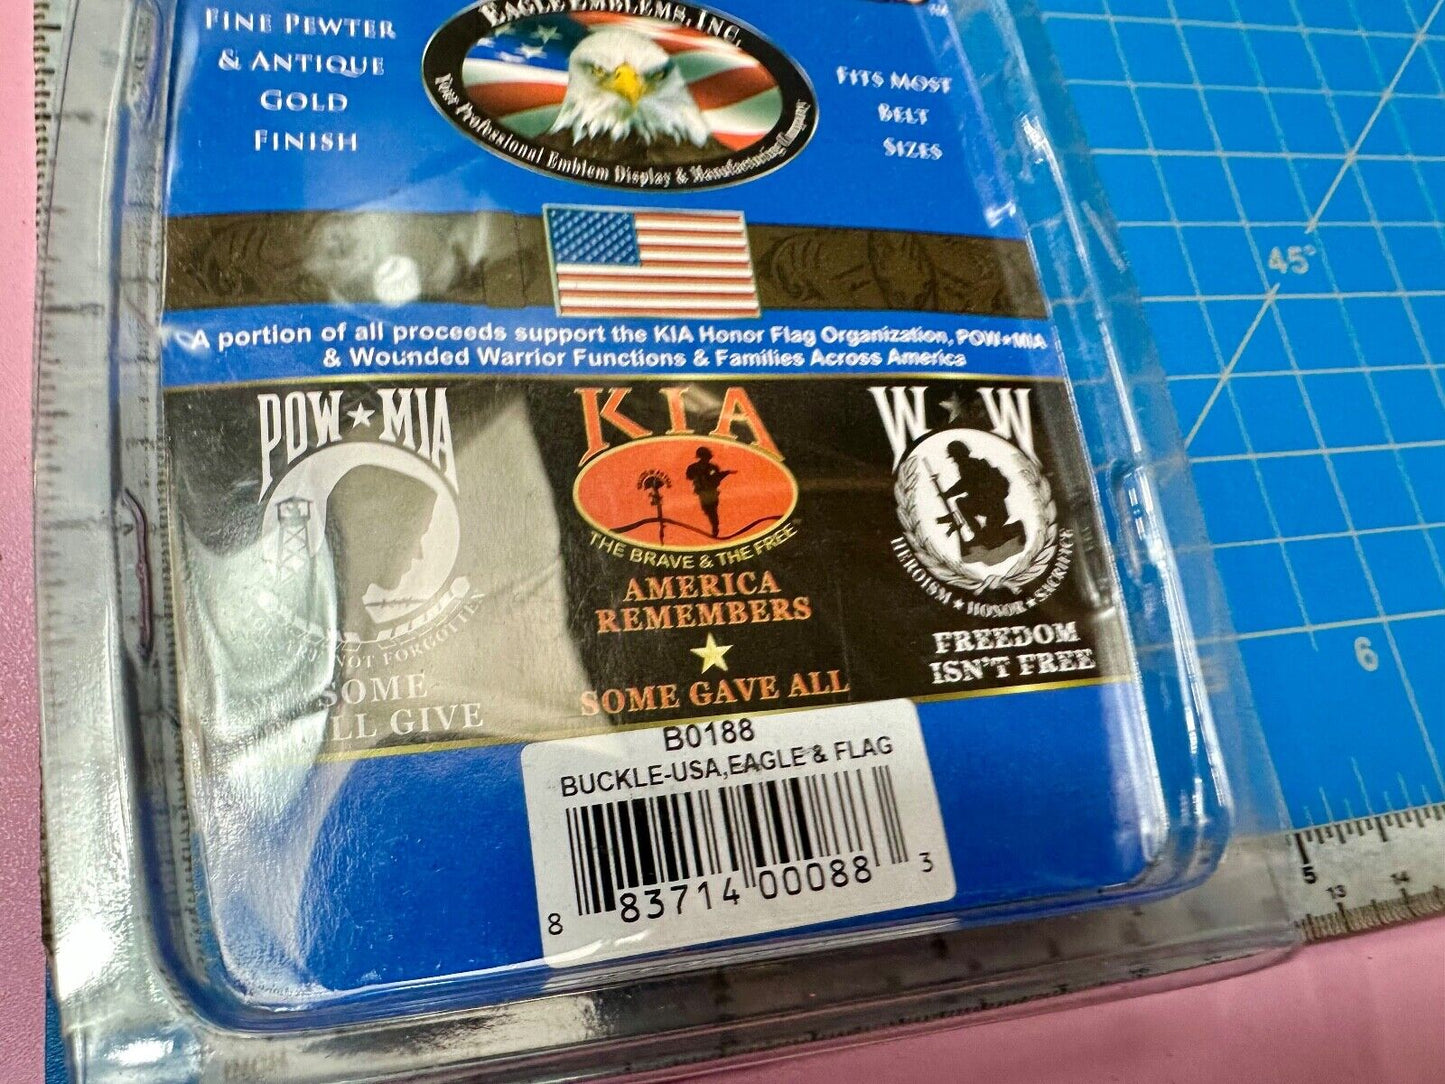 FINE PEWTER
& ANTIQUE
GOLD
FINISH
EAGLE EMBLEMS, INC.
Your Professional Emblem Display & Manufacturing Company
FITS MOST
BELT
SIZES
TM
45°
A portion of all proceeds support the KIA Honor Flag Organization, POW★MIA
& Wounded Warrior Functions & Families Across America
POW★MIA
NOT FORGOTTEN
SOME
GIVE
KIA
THE BRAVE & THE FREE
AMERICA
REMEMBERS
★
SOME GAVE ALL
W★W
HEROISM ★ HONOR ★ SACRIFICE
FREEDOM
ISN'T FREE
6
B0188
BUCKLE-USA,EAGLE & FLAG
8 83714 00088 3
5
13 14
INCH